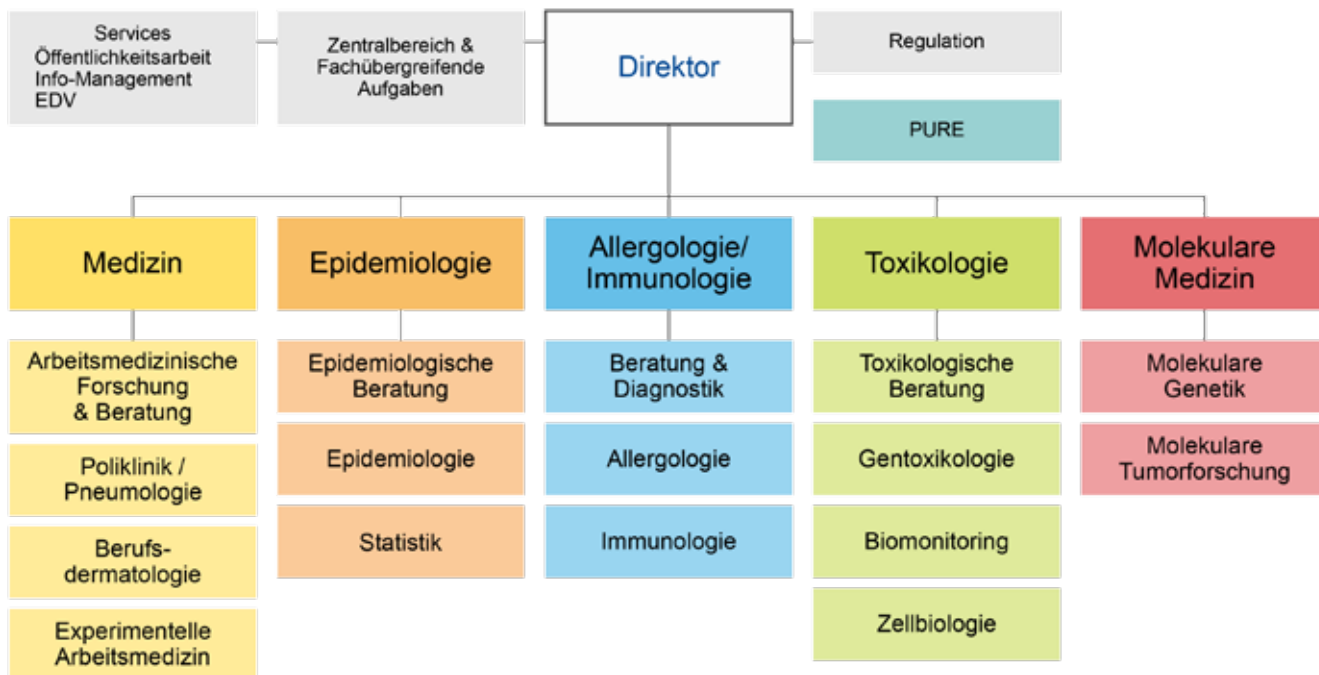 Services
Öffentlichkeitsarbeit
Info-Management
EDV
Zentralbereich &
Fachübergreifende
Aufgaben
Direktor
Regulation
PURE
Medizin
Arbeitsmedizinische
Forschung
& Beratung
Poliklinik /
Pneumologie
Berufs-
dermatologie
Experimentelle
Arbeitsmedizin
Epidemiologie
Epidemiologische
Beratung
Epidemiologie
Statistik
Allergologie/
Immunologie
Beratung &
Diagnostik
Allergologie
Immunologie
Toxikologie
Toxikologische
Beratung
Gentoxikologie
Biomonitoring
Zellbiologie
Molekulare
Medizin
Molekulare
Genetik
Molekulare
Tumorforschung